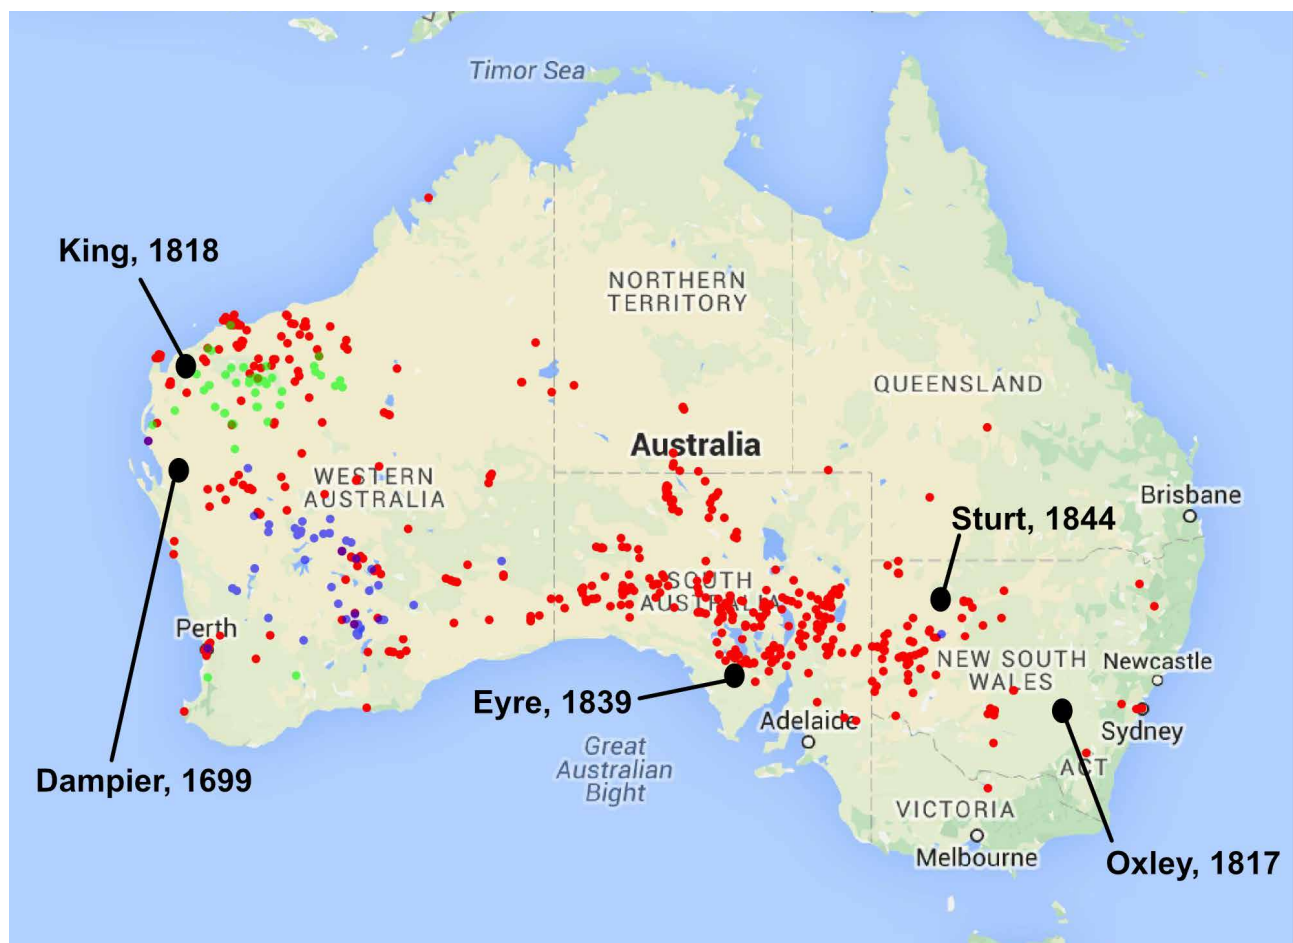 Timor Sea
King, 1818
NORTHERN
TERRITORY
QUEENSLAND
Australia
WESTERN
AUSTRALIA
Brisbane
Sturt, 1844
SOUTH
AUSTRALIA
Perth
NEW SOUTH
WALES
Newcastle
Eyre, 1839
Adelaide
Sydney
Great
Australian
Bight
ACT
Dampier, 1699
VICTORIA
Melbourne
Oxley, 1817